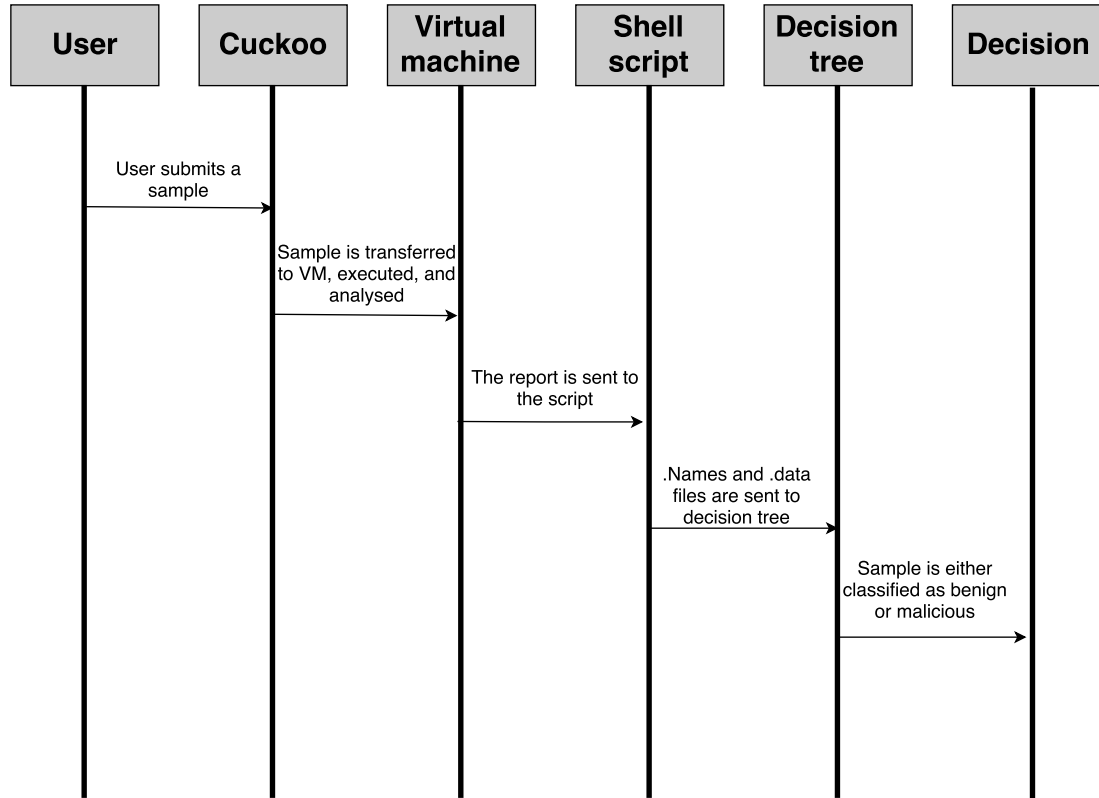 User
Cuckoo
Virtual
machine
Shell
script
Decision
tree
Decision
User submits a
sample
Sample is transferred
to VM, executed, and
analysed
The report is sent to
the script
.Names and .data
files are sent to
decision tree
Sample is either
classified as benign
or malicious